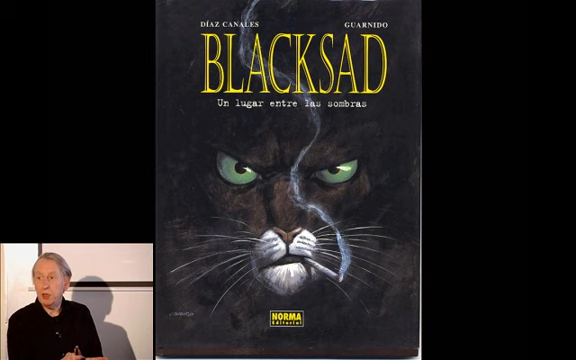 DÍAZ CANALES GUARNIDO
BLACKSAD
Un lugar entre las sombras
NORMA
Editorial